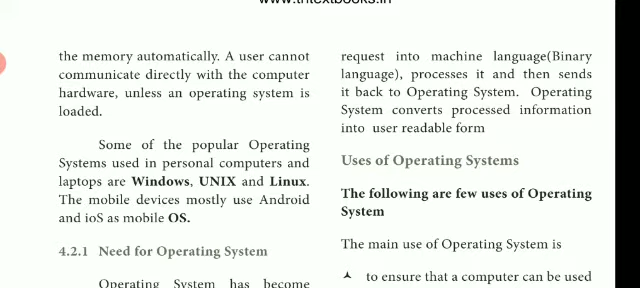 www.tntextbooks.in
the memory automatically. A user cannot
communicate directly with the computer
hardware, unless an operating system is
loaded.
Some of the popular Operating
Systems used in personal computers and
laptops are Windows, UNIX and Linux.
The mobile devices mostly use Android
and ioS as mobile OS.
4.2.1 Need for Operating System
Operating System has become
request into machine language(Binary
language), processes it and then sends
it back to Operating System. Operating
System converts processed information
into user readable form
Uses of Operating Systems
The following are few uses of Operating
System
The main use of Operating System is
to ensure that a computer can be used